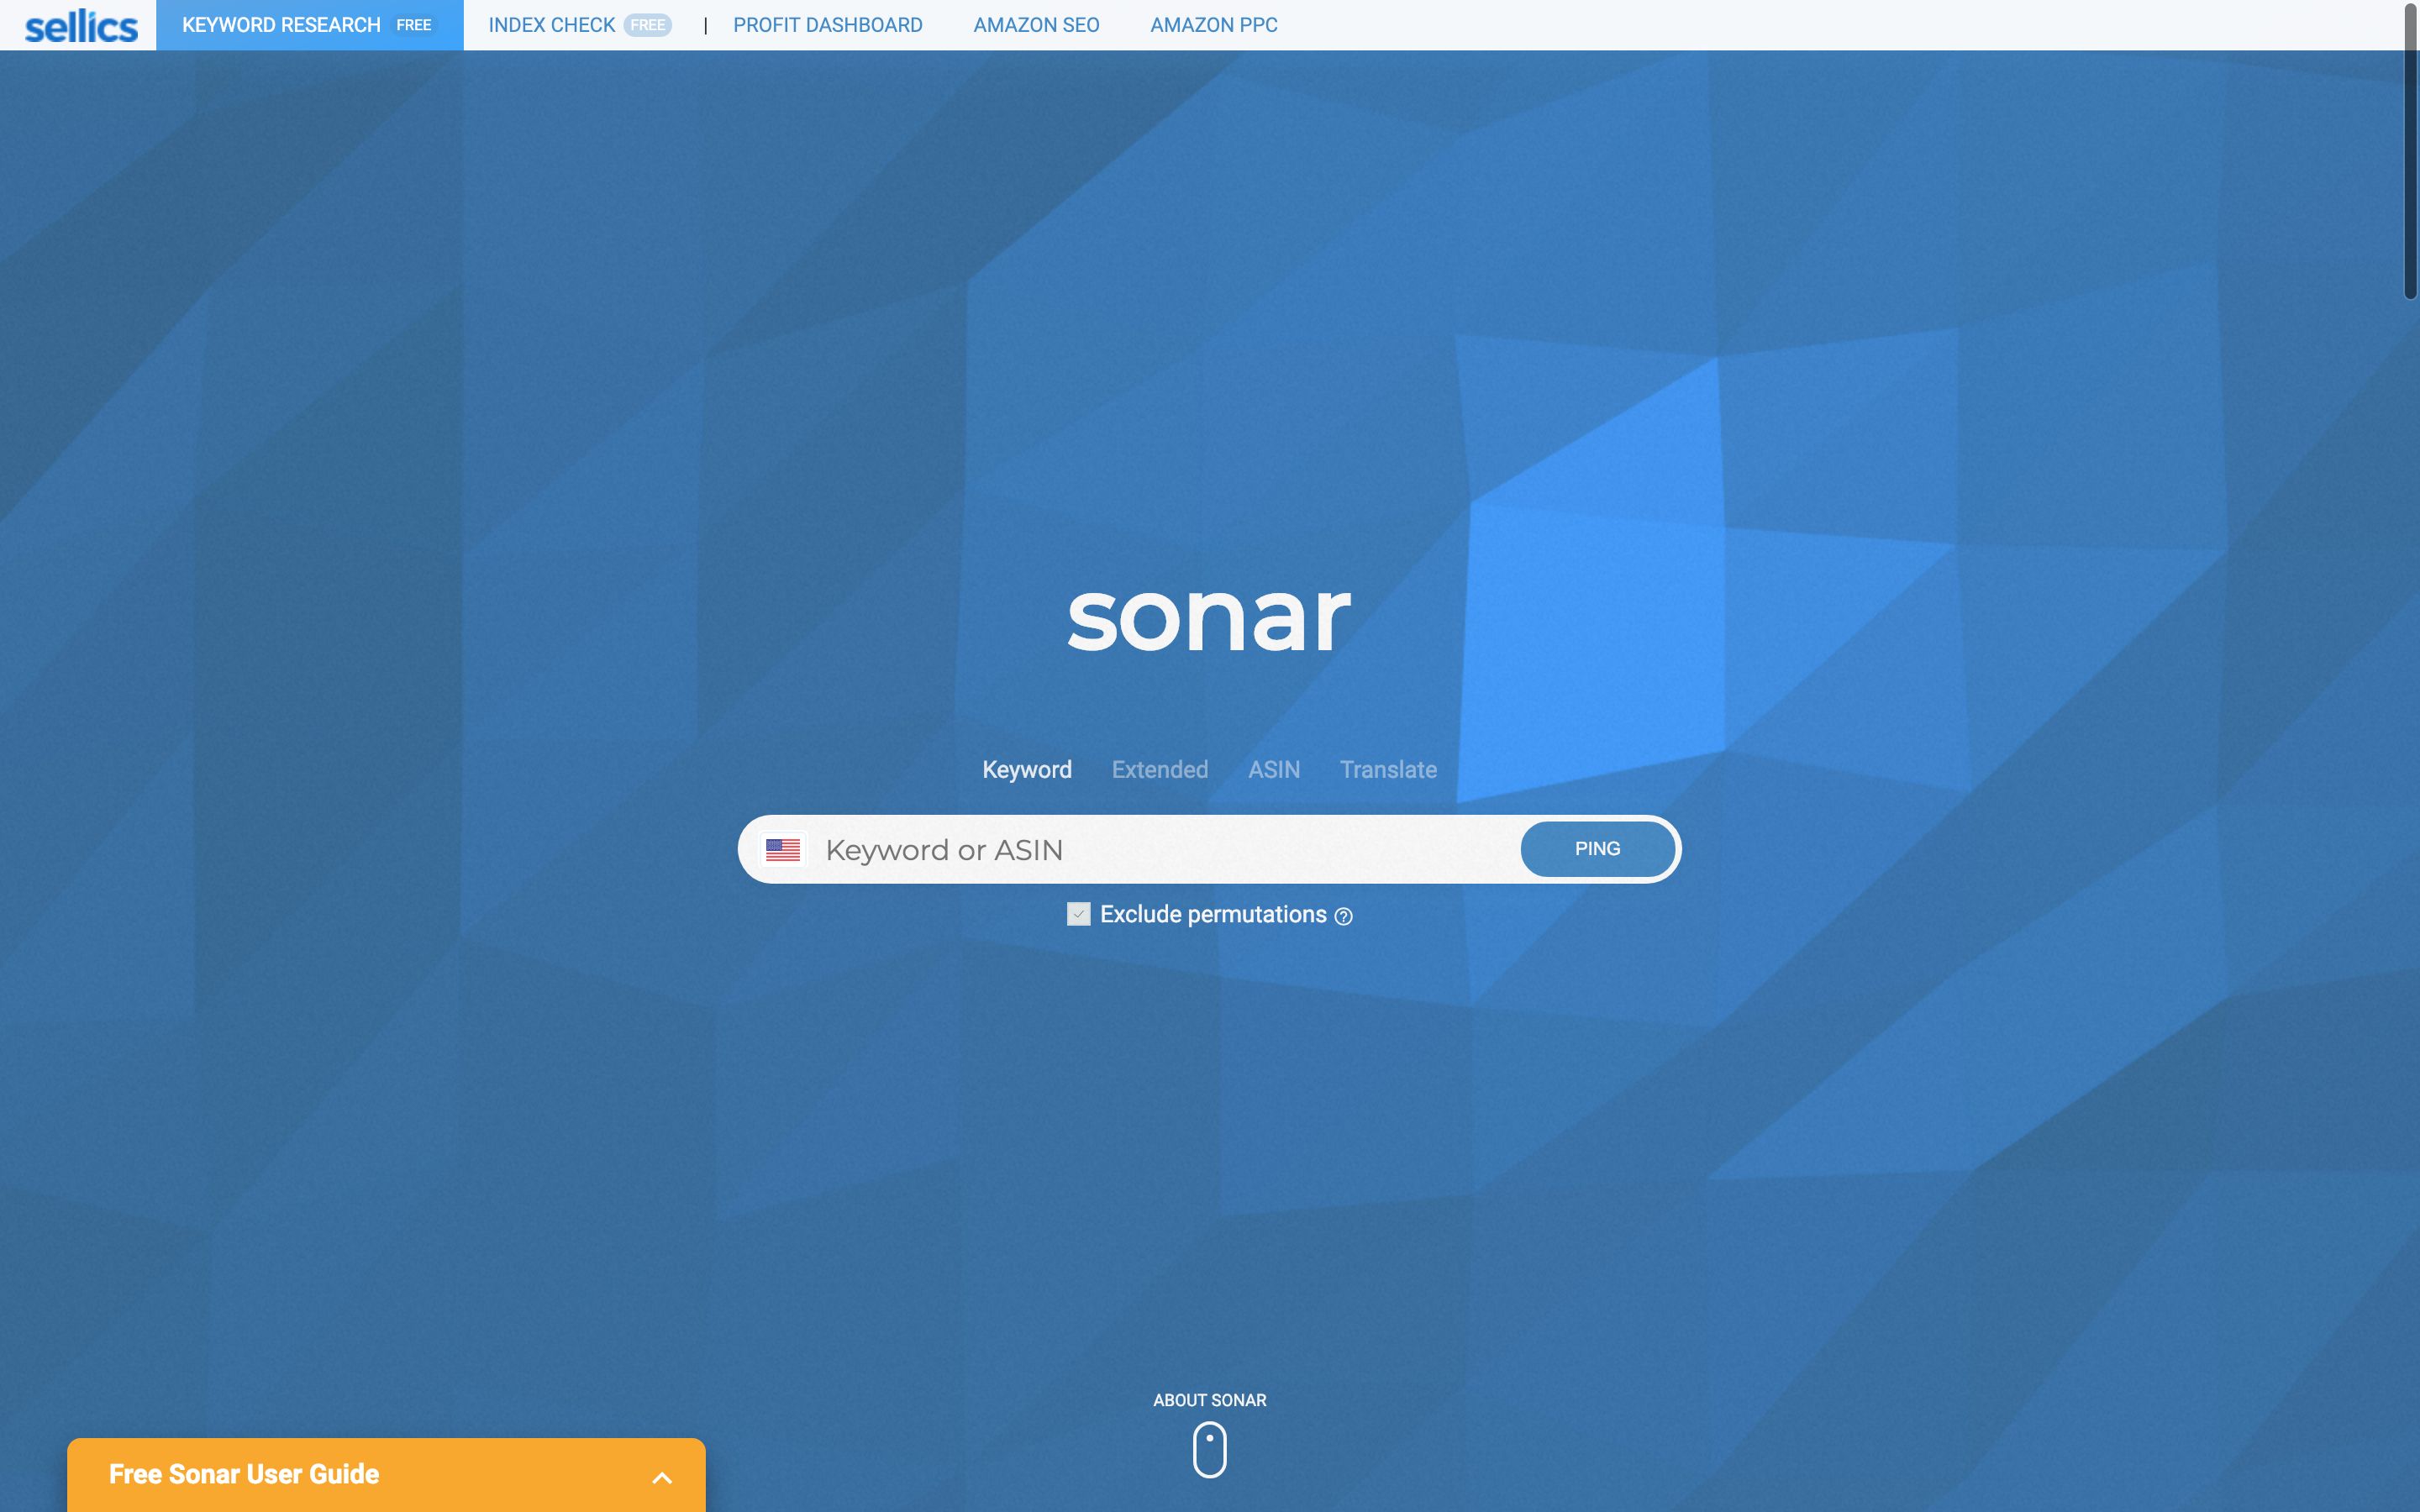 sellics KEYWORD RESEARCH FREE INDEX CHECK FREE | PROFIT DASHBOARD AMAZON SEO AMAZON PPC
sonar
Keyword Extended ASIN Translate
Keyword or ASIN PING
Exclude permutations ?
ABOUT SONAR
Free Sonar User Guide